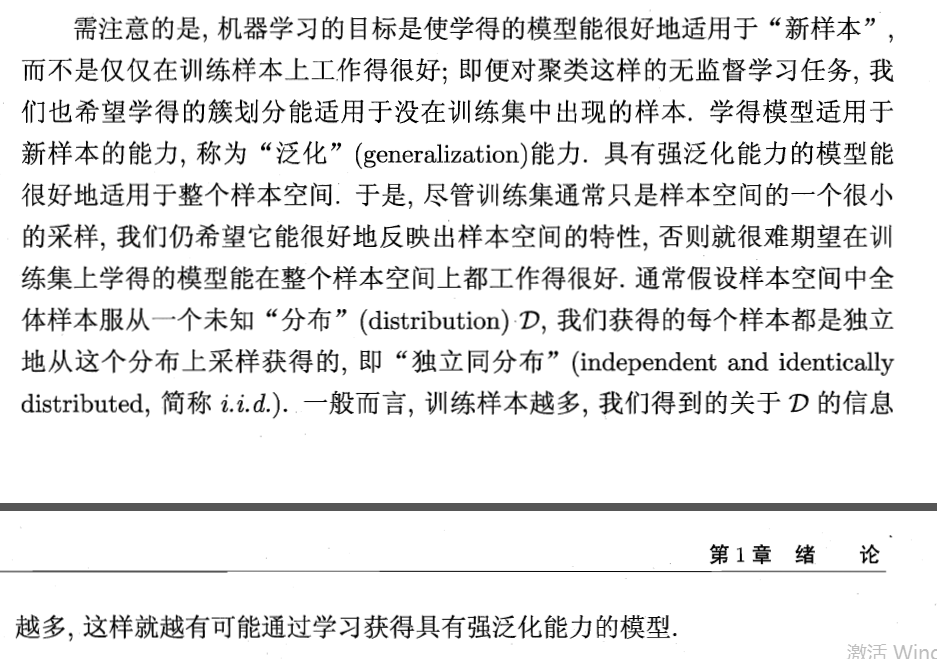 需注意的是, 机器学习的目标是使学得的模型能很好地适用于“新样本”,
而不是仅仅在训练样本上工作得很好; 即便对聚类这样的无监督学习任务, 我
们也希望学得的簇划分能适用于没在训练集中出现的样本. 学得模型适用于
新样本的能力, 称为“泛化”(generalization)能力. 具有强泛化能力的模型能
很好地适用于整个样本空间. 于是, 尽管训练集通常只是样本空间的一个很小
的采样, 我们仍希望它能很好地反映出样本空间的特性, 否则就很难期望在训
练集上学得的模型能在整个样本空间上都工作得很好. 通常假设样本空间中全
体样本服从一个未知“分布”(distribution) 𝒟, 我们获得的每个样本都是独立
地从这个分布上采样获得的, 即“独立同分布”(independent and identically
distributed, 简称 i.i.d.). 一般而言, 训练样本越多, 我们得到的关于 𝒟 的信息
第1章 绪 论
越多, 这样就越有可能通过学习获得具有强泛化能力的模型.
激活 Wind